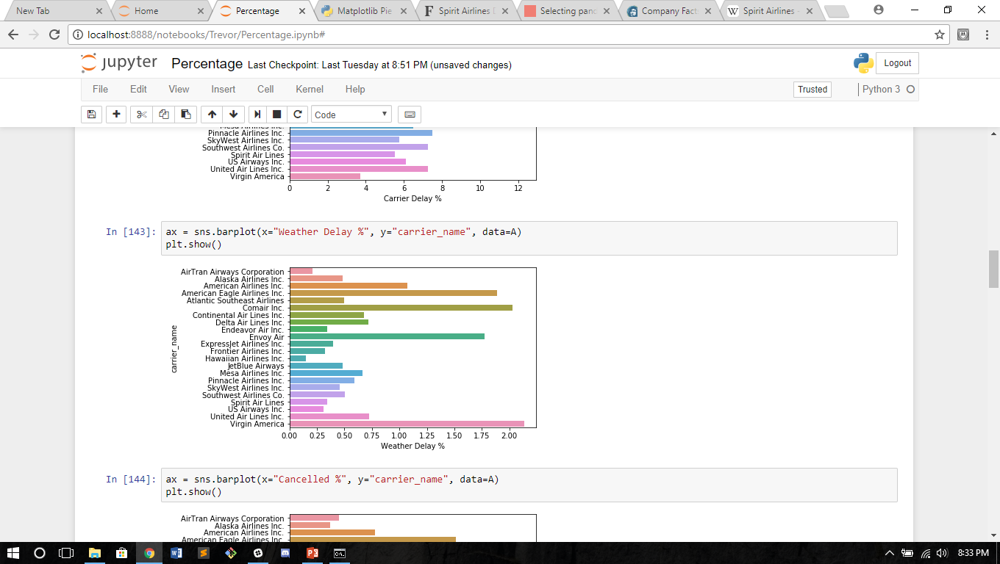 New Tab
Home
Percentage
Matplotlib Pie
Spirit Airlines D
Selecting pand
Company Fact
Spirit Airlines -
localhost:8888/notebooks/Trevor/Percentage.ipynb#
jupyter Percentage Last Checkpoint: Last Tuesday at 8:51 PM (unsaved changes)
Logout
File Edit View Insert Cell Kernel Help
Trusted
Python 3
Code
Mesa Airlines Inc.
Pinnacle Airlines Inc.
SkyWest Airlines Inc.
Southwest Airlines Co.
Spirit Air Lines
US Airways Inc.
United Air Lines Inc.
Virgin America
0 2 4 6 8 10 12
Carrier Delay %
In [143]: ax = sns.barplot(x="Weather Delay %", y="carrier_name", data=A)
plt.show()
carrier_name
AirTran Airways Corporation
Alaska Airlines Inc.
American Airlines Inc.
American Eagle Airlines Inc.
Atlantic Southeast Airlines
Comair Inc.
Continental Air Lines Inc.
Delta Air Lines Inc.
Endeavor Air Inc.
Envoy Air
ExpressJet Airlines Inc.
Frontier Airlines Inc.
Hawaiian Airlines Inc.
JetBlue Airways
Mesa Airlines Inc.
Pinnacle Airlines Inc.
SkyWest Airlines Inc.
Southwest Airlines Co.
Spirit Air Lines
US Airways Inc.
United Air Lines Inc.
Virgin America
0.00 0.25 0.50 0.75 1.00 1.25 1.50 1.75 2.00
Weather Delay %
In [144]: ax = sns.barplot(x="Cancelled %", y="carrier_name", data=A)
plt.show()
AirTran Airways Corporation
Alaska Airlines Inc.
American Airlines Inc.
American Eagle Airlines Inc.
8:33 PM